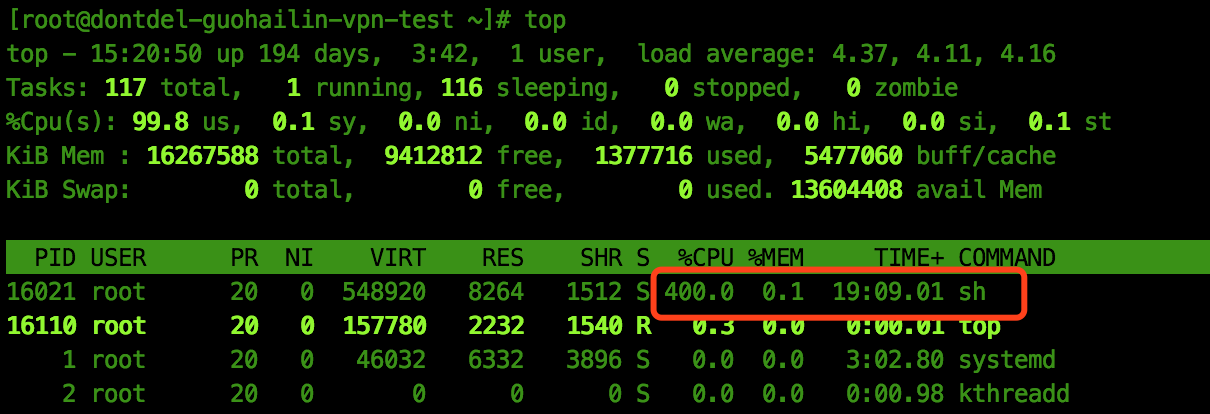 [root@dontdel-guohailin-vpn-test ~]# top
top - 15:20:50 up 194 days,  3:42,  1 user,  load average: 4.37, 4.11, 4.16
Tasks: 117 total,   1 running, 116 sleeping,   0 stopped,   0 zombie
%Cpu(s): 99.8 us,  0.1 sy,  0.0 ni,  0.0 id,  0.0 wa,  0.0 hi,  0.0 si,  0.1 st
KiB Mem : 16267588 total,  9412812 free,  1377716 used,  5477060 buff/cache
KiB Swap:        0 total,        0 free,        0 used. 13604408 avail Mem
PID USER      PR  NI    VIRT    RES    SHR S  %CPU %MEM     TIME+ COMMAND
16021 root      20   0  548920   8264   1512 S 400.0  0.1  19:09.01 sh
16110 root      20   0  157780   2232   1540 R   0.3  0.0   0:00.01 top
1 root      20   0   46032   6332   3896 S   0.0  0.0   3:02.80 systemd
2 root      20   0       0      0      0 S   0.0  0.0   0:00.98 kthreadd